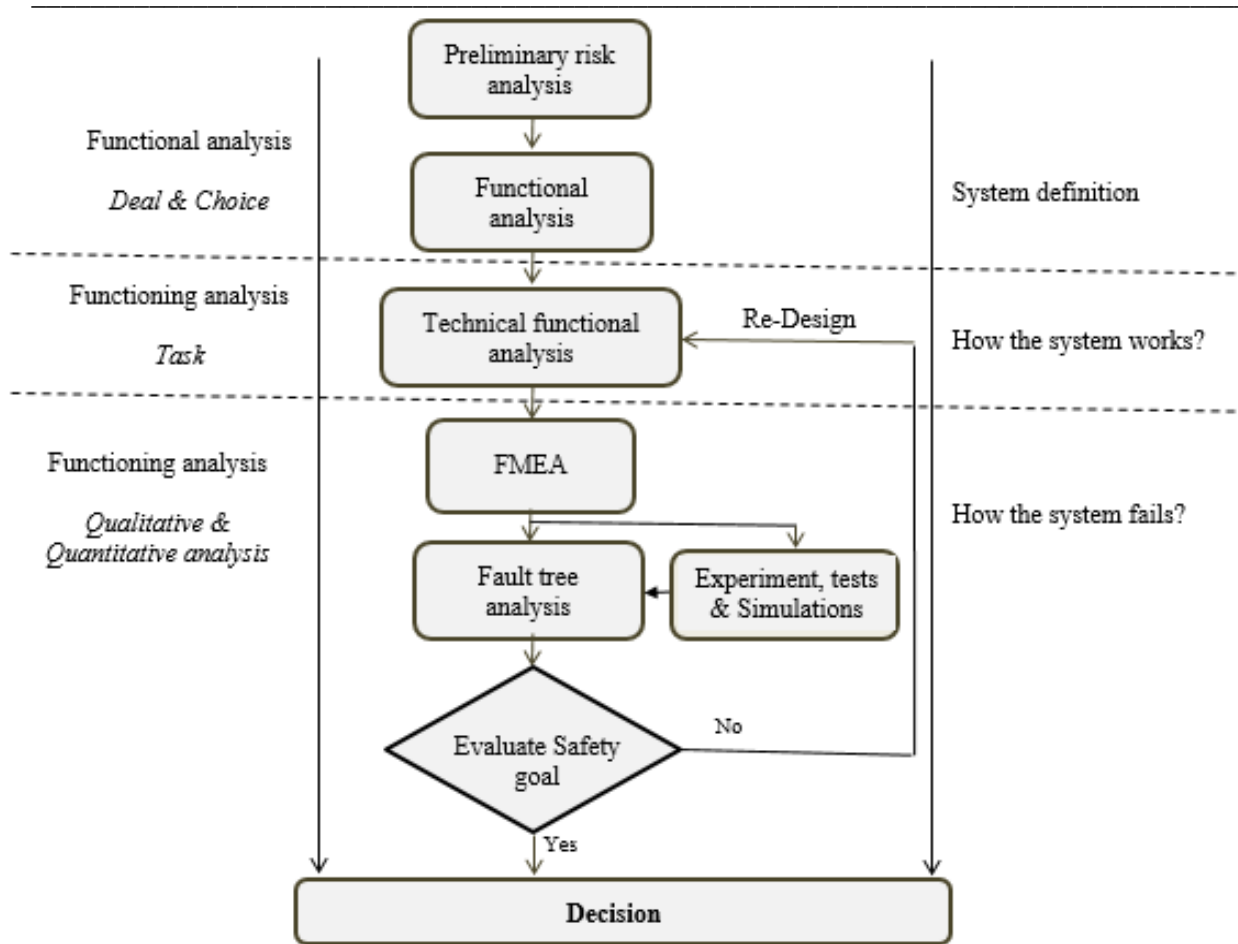 Preliminary risk
analysis
Functional analysis
Deal & Choice
Functional
analysis
System definition
Functioning analysis
Task
Technical functional
analysis
Re-Design
How the system works?
Functioning analysis
Qualitative &
Quantitative analysis
FMEA
How the system fails?
Fault tree
analysis
Experiment, tests
& Simulations
Evaluate Safety
goal
No
Yes
Decision